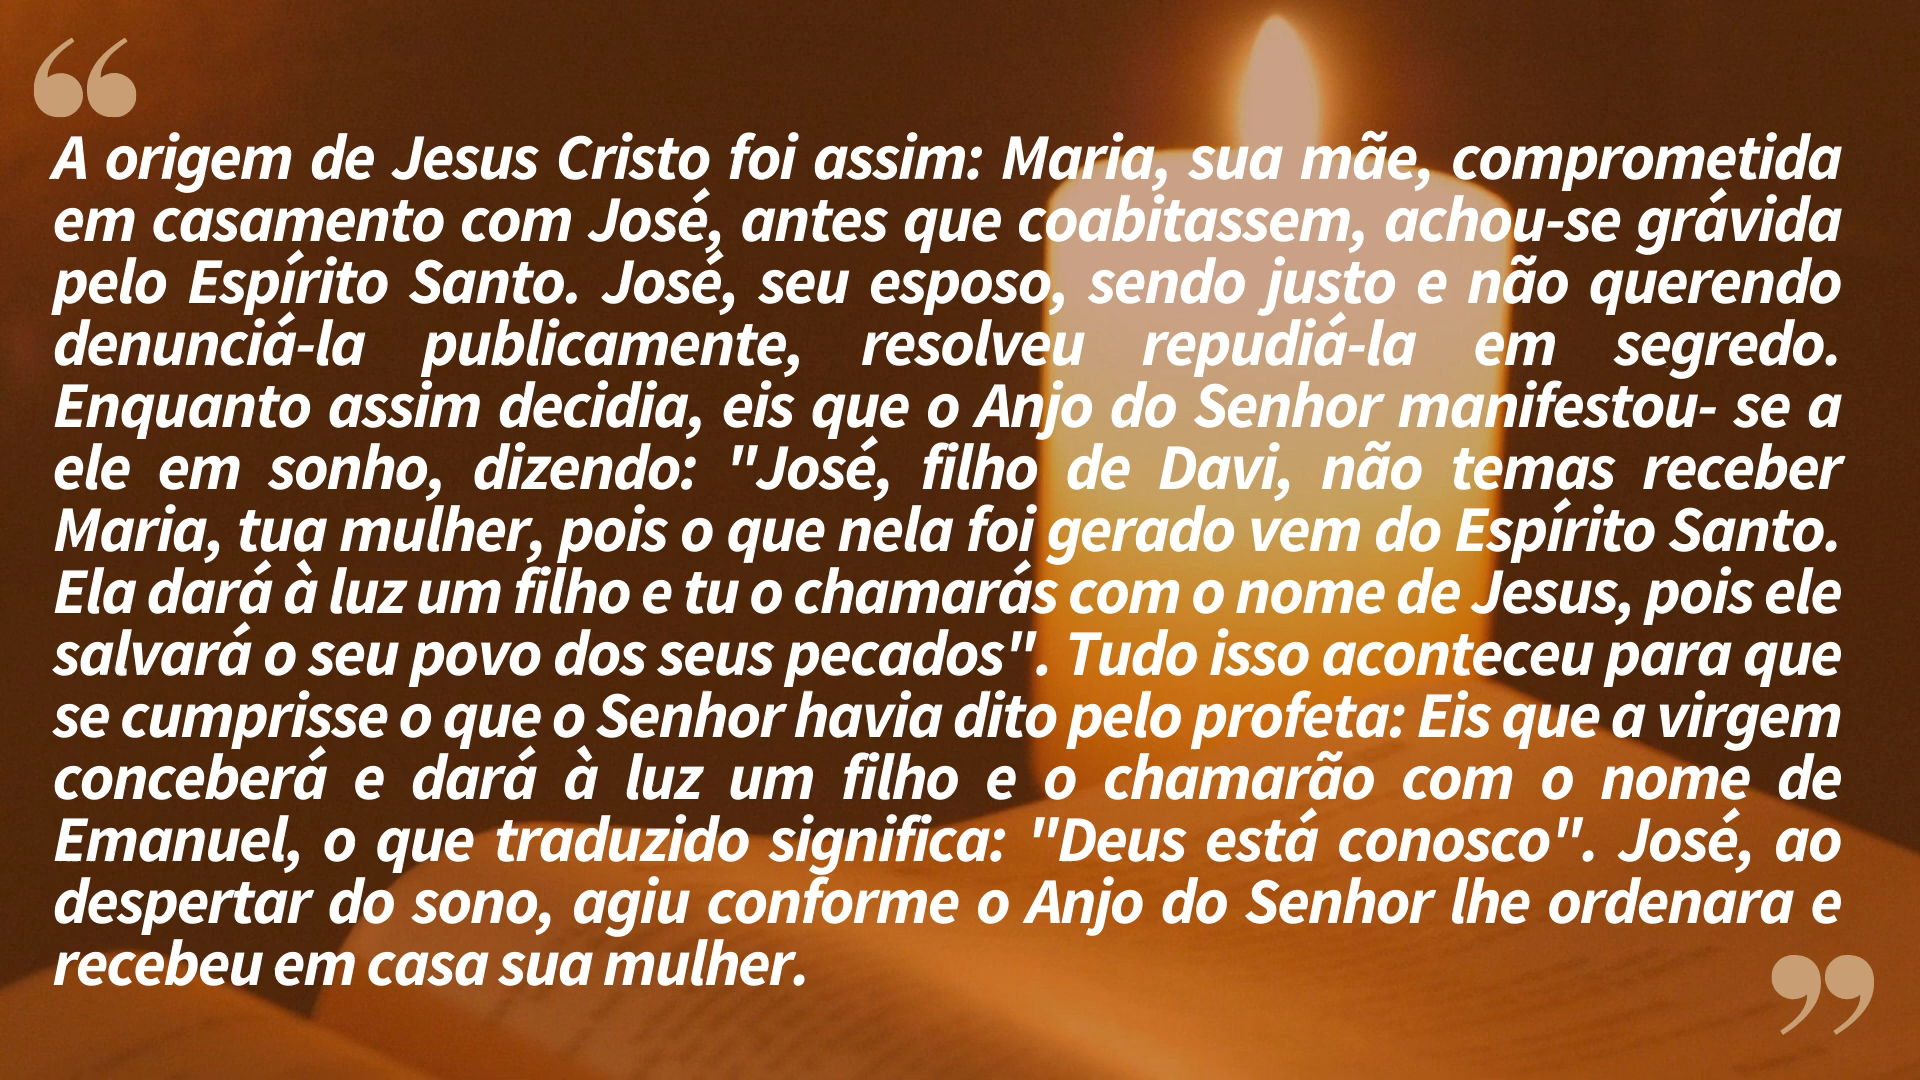 “
A origem de Jesus Cristo foi assim: Maria, sua mãe, comprometida
em casamento com José, antes que coabitassem, achou-se grávida
pelo Espírito Santo. José, seu esposo, sendo justo e não querendo
denunciá-la publicamente, resolveu repudiá-la em segredo.
Enquanto assim decidia, eis que o Anjo do Senhor manifestou- se a
ele em sonho, dizendo: "José, filho de Davi, não temas receber
Maria, tua mulher, pois o que nela foi gerado vem do Espírito Santo.
Ela dará à luz um filho e tu o chamarás com o nome de Jesus, pois ele
salvará o seu povo dos seus pecados". Tudo isso aconteceu para que
se cumprisse o que o Senhor havia dito pelo profeta: Eis que a virgem
conceberá e dará à luz um filho e o chamarão com o nome de
Emanuel, o que traduzido significa: "Deus está conosco". José, ao
despertar do sono, agiu conforme o Anjo do Senhor lhe ordenara e
recebeu em casa sua mulher.
”